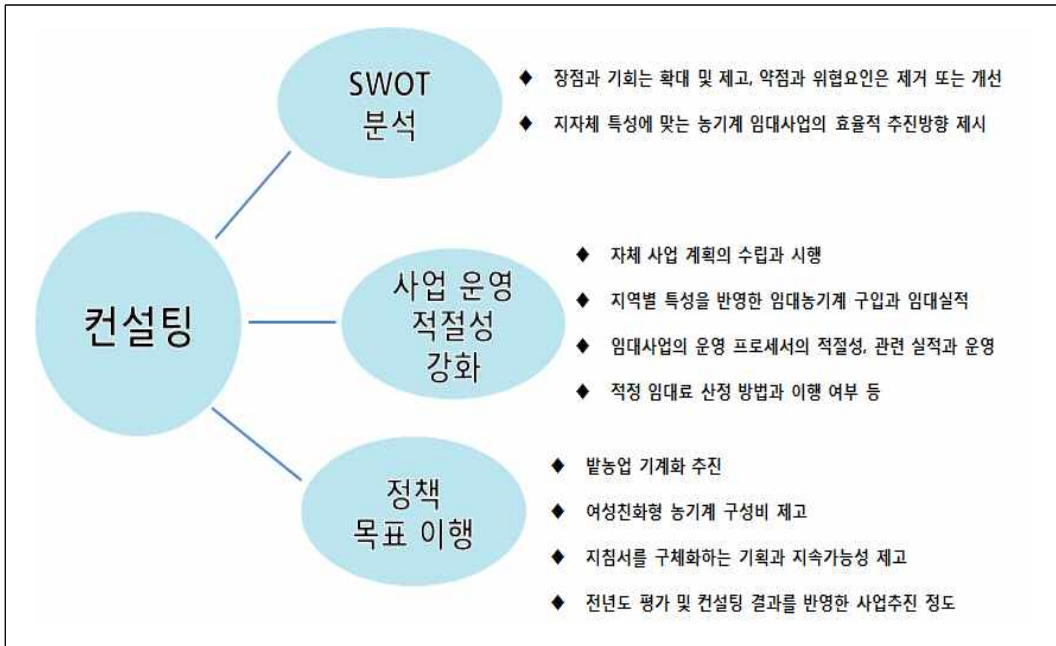 컨설팅
SWOT
분석
◆ 장점과 기회는 확대 및 제고, 약점과 위협요인은 제거 또는 개선
◆ 지자체 특성에 맞는 농기계 임대사업의 효율적 추진방향 제시
사업 운영
적절성
강화
◆ 자체 사업 계획의 수립과 시행
◆ 지역별 특성을 반영한 임대농기계 구입과 임대실적
◆ 임대사업의 운영 프로세서의 적절성, 관련 실적과 운영
◆ 적정 임대료 산정 방법과 이행 여부 등
정책
목표 이행
◆ 밭농업 기계화 추진
◆ 여성친화형 농기계 구성비 제고
◆ 지침서를 구체화하는 기획과 지속가능성 제고
◆ 전년도 평가 및 컨설팅 결과를 반영한 사업추진 정도